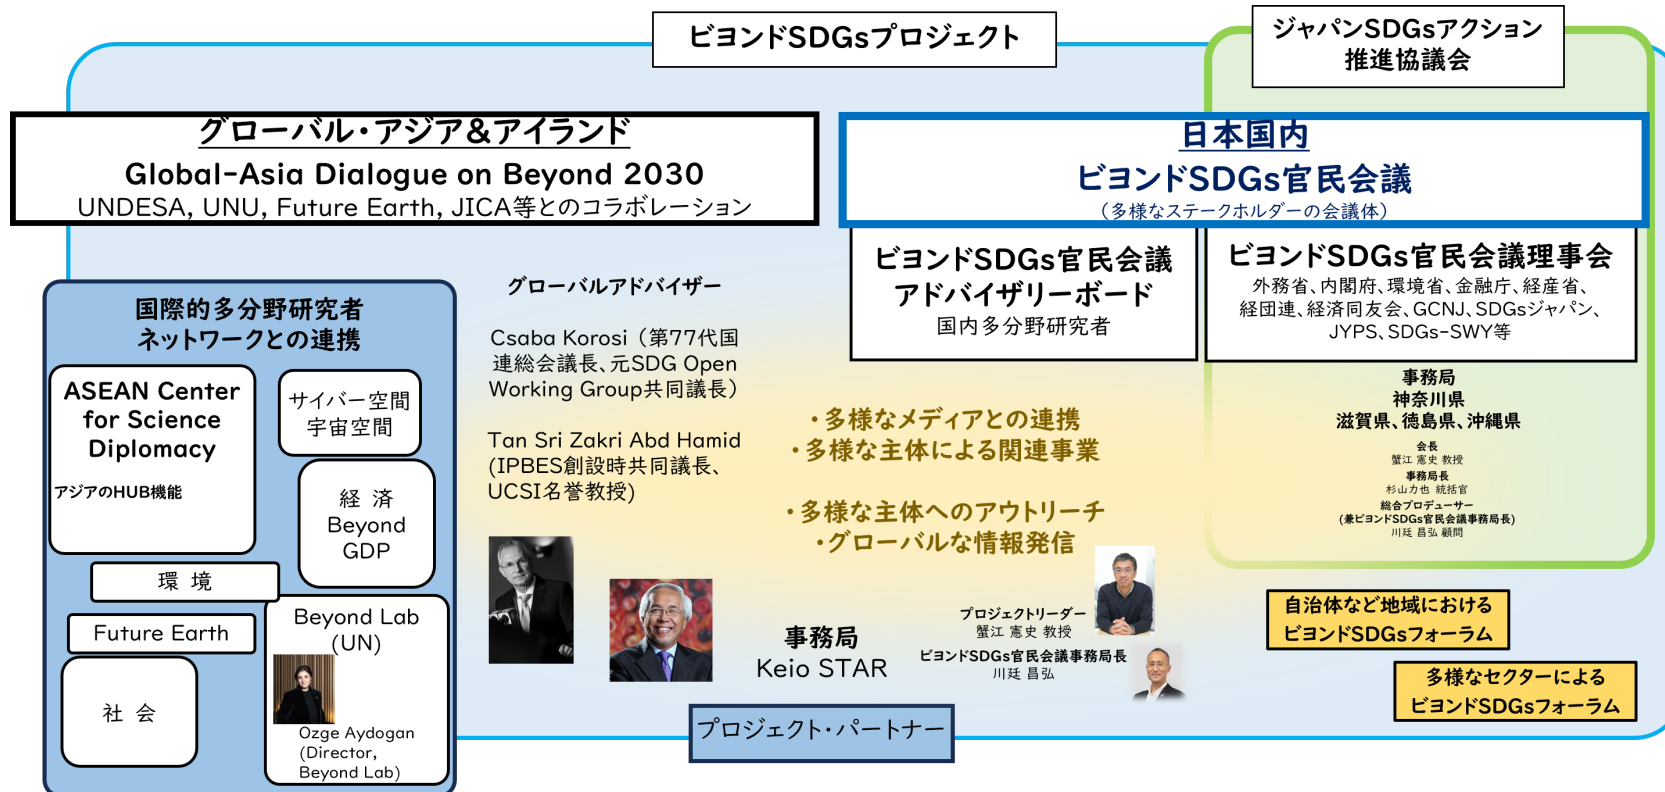 ビヨンドSDGsプロジェクト
ジャパンSDGsアクション
推進協議会
グローバル・アジア&アイランド
Global-Asia Dialogue on Beyond 2030
UNDESA, UNU, Future Earth, JICA等とのコラボレーション
日本国内
ビヨンドSDGs官民会議
（多様なステークホルダーの会議体）
ビヨンドSDGs官民会議
アドバイザリーボード
国内多分野研究者
ビヨンドSDGs官民会議理事会
外務省、内閣府、環境省、金融庁、経産省、
経団連、経済同友会、GCNJ、SDGsジャパン、
JYPS、SDGs-SWY等
事務局
神奈川県
滋賀県、徳島県、沖縄県
会長
蟹江 憲史 教授
事務局長
杉山力也 統括官
総合プロデューサー
(兼ビヨンドSDGs官民会議事務局長)
川廷 昌弘 顧問
国際的多分野研究者
ネットワークとの連携
ASEAN Center
for Science
Diplomacy
アジアのHUB機能
サイバー空間
宇宙空間
経 済
Beyond
GDP
環 境
Future Earth
社 会
Beyond Lab
(UN)
Ozge Aydogan
(Director,
Beyond Lab)
グローバルアドバイザー
Csaba Korosi（第77代国
連総会議長、元SDG Open
Working Group共同議長）
Tan Sri Zakri Abd Hamid
(IPBES創設時共同議長、
UCSI名誉教授)
・多様なメディアとの連携
・多様な主体による関連事業
・多様な主体へのアウトリーチ
・グローバルな情報発信
事務局
Keio STAR
プロジェクトリーダー
蟹江 憲史 教授
ビヨンドSDGs官民会議事務局長
川廷 昌弘
自治体など地域における
ビヨンドSDGsフォーラム
多様なセクターによる
ビヨンドSDGsフォーラム
プロジェクト・パートナー